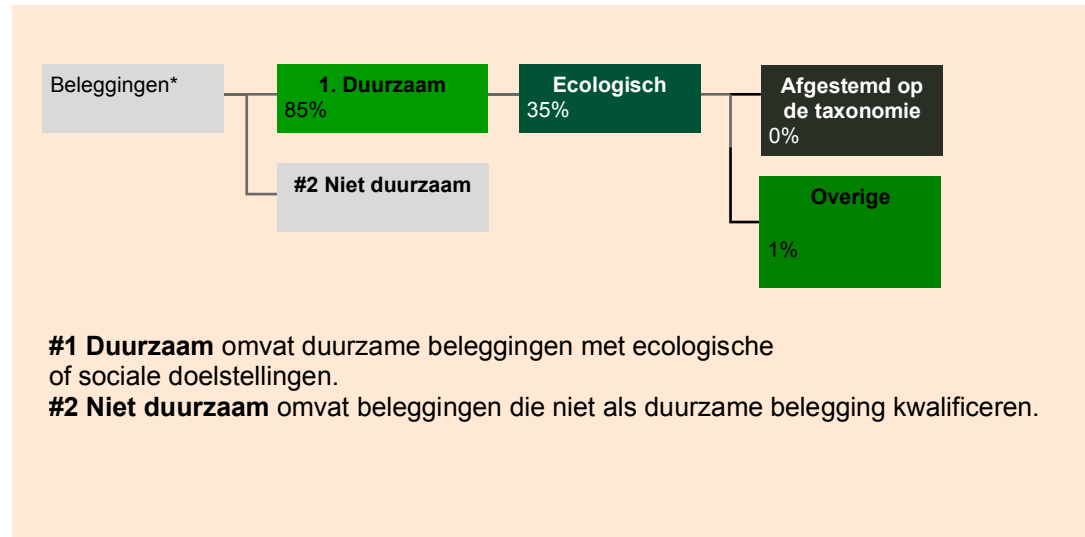 Beleggingen*
1. Duurzaam
85%
Ecologisch
35%
Afgestemd op
de taxonomie
0%
#2 Niet duurzaam
Overige
1%
#1 Duurzaam omvat duurzame beleggingen met ecologische
of sociale doelstellingen.
#2 Niet duurzaam omvat beleggingen die niet als duurzame belegging kwalificeren.